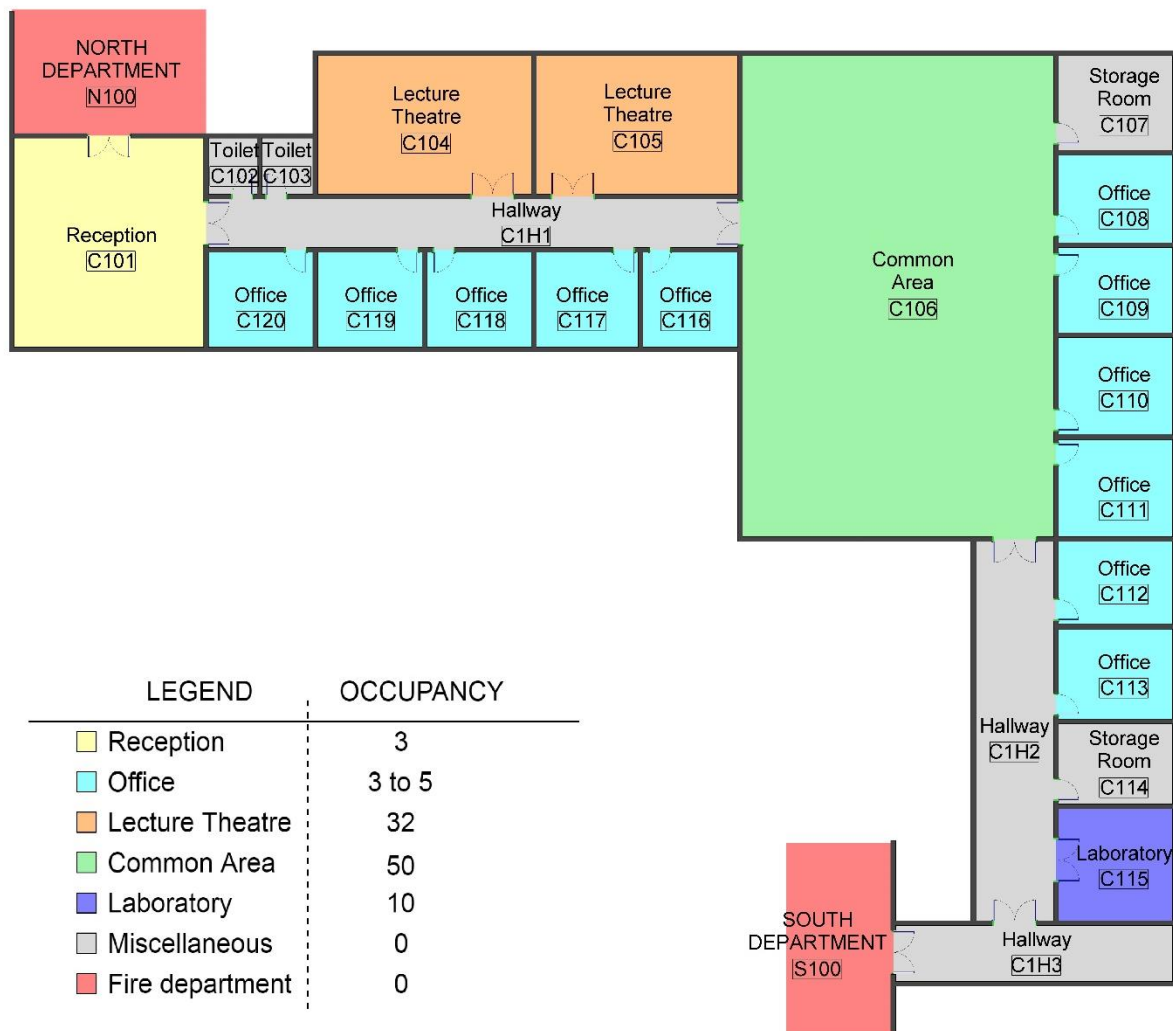 NORTH
DEPARTMENT
N100
Lecture
Theatre
C104
Lecture
Theatre
C105
Storage
Room
C107
Toilet
C102
Toilet
C103
Office
C108
Reception
C101
Hallway
C1H1
Common
Area
C106
Office
C109
Office
C120
Office
C119
Office
C118
Office
C117
Office
C116
Office
C110
Office
C111
Office
C112
Office
C113
Hallway
C1H2
Storage
Room
C114
Laboratory
C115
SOUTH
DEPARTMENT
S100
Hallway
C1H3
LEGEND OCCUPANCY
Reception 3
Office 3 to 5
Lecture Theatre 32
Common Area 50
Laboratory 10
Miscellaneous 0
Fire department 0